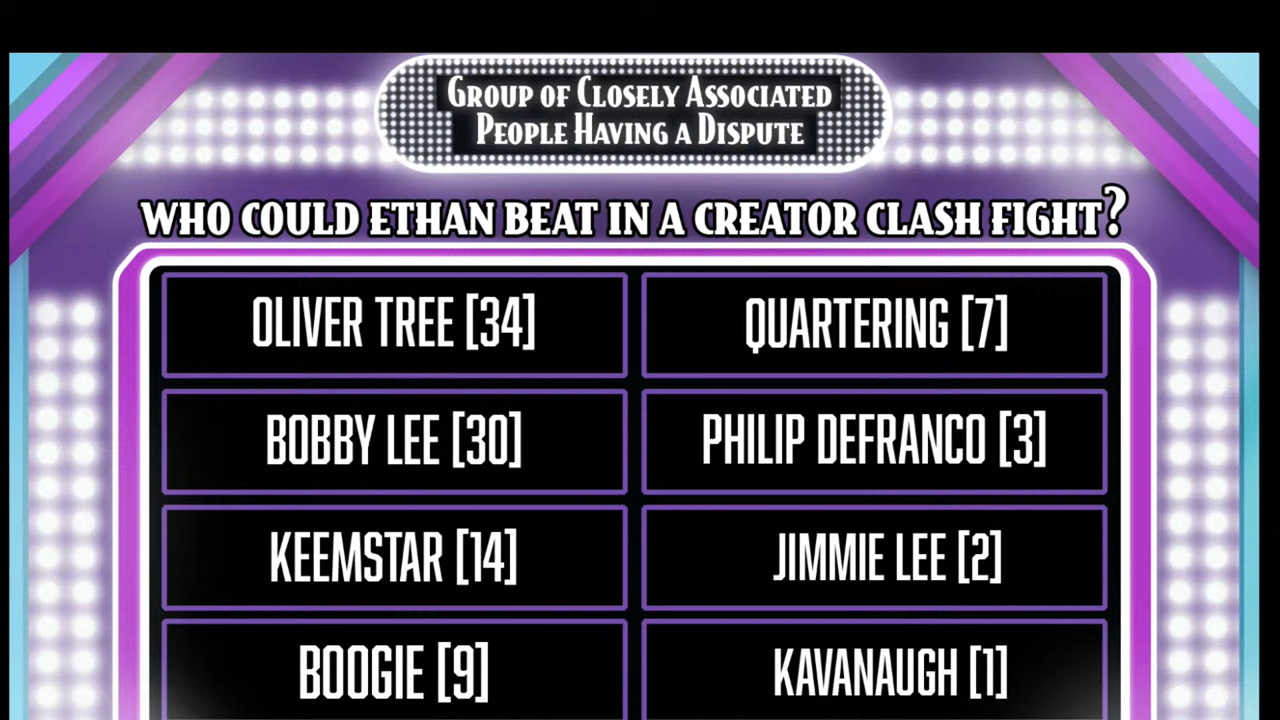 Group of Closely Associated
People Having a Dispute
WHO COULD ETHAN BEAT IN A CREATOR CLASH FIGHT?
OLIVER TREE [34]
QUARTERING [7]
BOBBY LEE [30]
PHILIP DEFRANCO [3]
KEEMSTAR [14]
JIMMIE LEE [2]
BOOGIE [9]
KAVANAUGH [1]